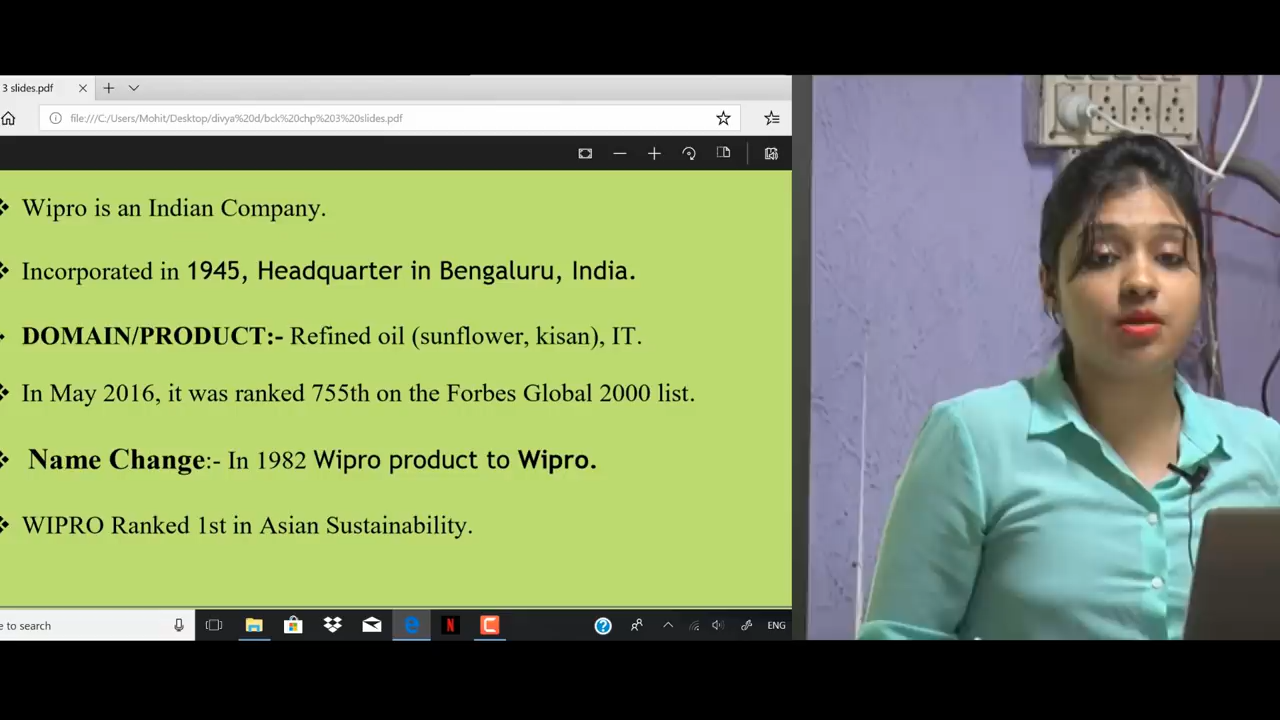 3 slides.pdf
file:///C:/Users/Mohit/Desktop/divya%20d/bck%20chp%203%20slides.pdf
Wipro is an Indian Company.
Incorporated in 1945, Headquarter in Bengaluru, India.
DOMAIN/PRODUCT:- Refined oil (sunflower, kisan), IT.
In May 2016, it was ranked 755th on the Forbes Global 2000 list.
Name Change:- In 1982 Wipro product to Wipro.
WIPRO Ranked 1st in Asian Sustainability.
e to search
ENG